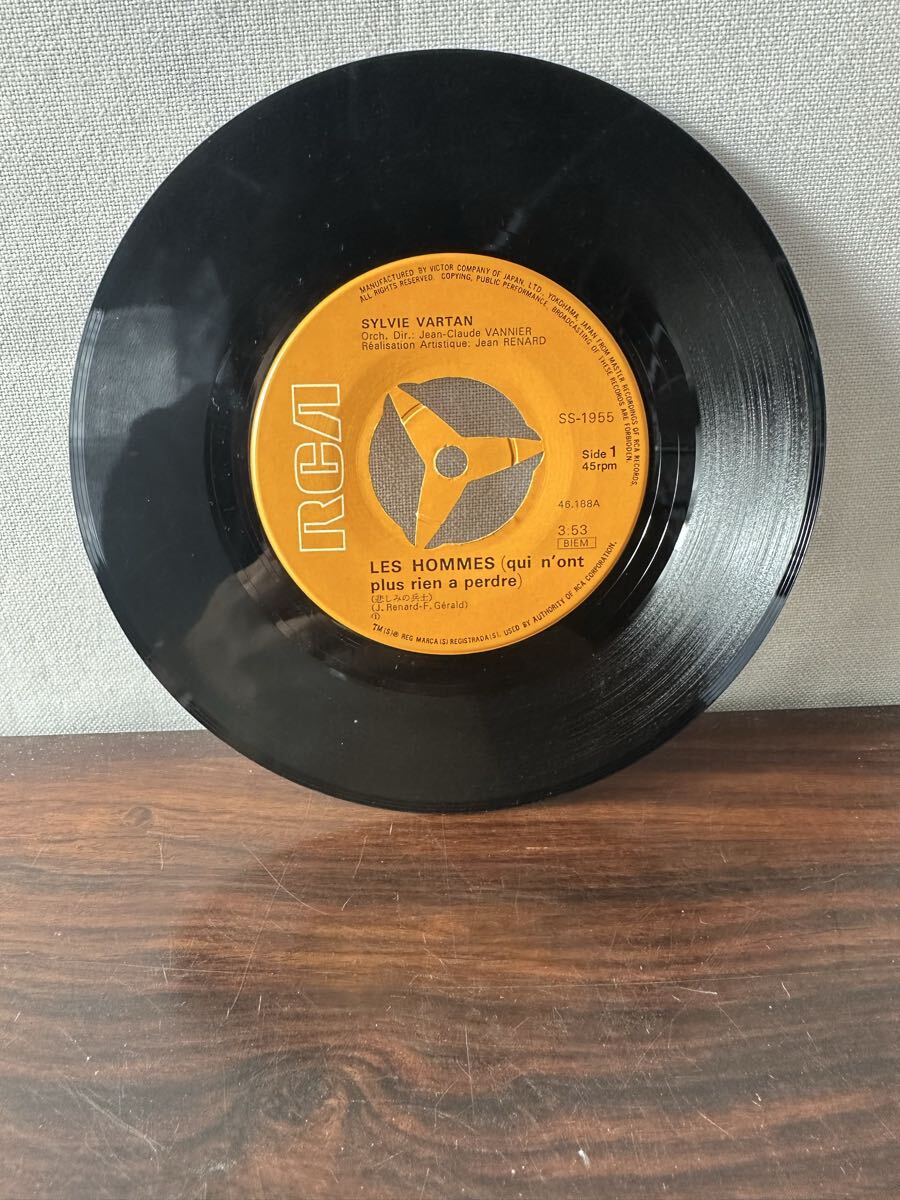 MANUFACTURED BY VICTOR COMPANY OF JAPAN, LTD., YOKOHAMA, JAPAN FROM MASTER RECORDINGS OF RCA RECORDS.
ALL RIGHTS RESERVED. COPYING, PUBLIC PERFORMANCE, BROADCASTING OF THESE RECORDS ARE FORBIDDEN.
SYLVIE VARTAN
Orch. Dir.: Jean-Claude VANNIER
Réalisation Artistique: Jean RENARD
RCA
SS-1955
Side 1
45rpm
46.188A
3.53
BIEM
LES HOMMES (qui n'ont
plus rien a perdre)
(悲しみの兵士)
(J. Renard-F. Gérald)
①
TM(S)® REG MARCA(S) REGISTRADA(S). USED BY AUTHORITY OF RCA CORPORATION.